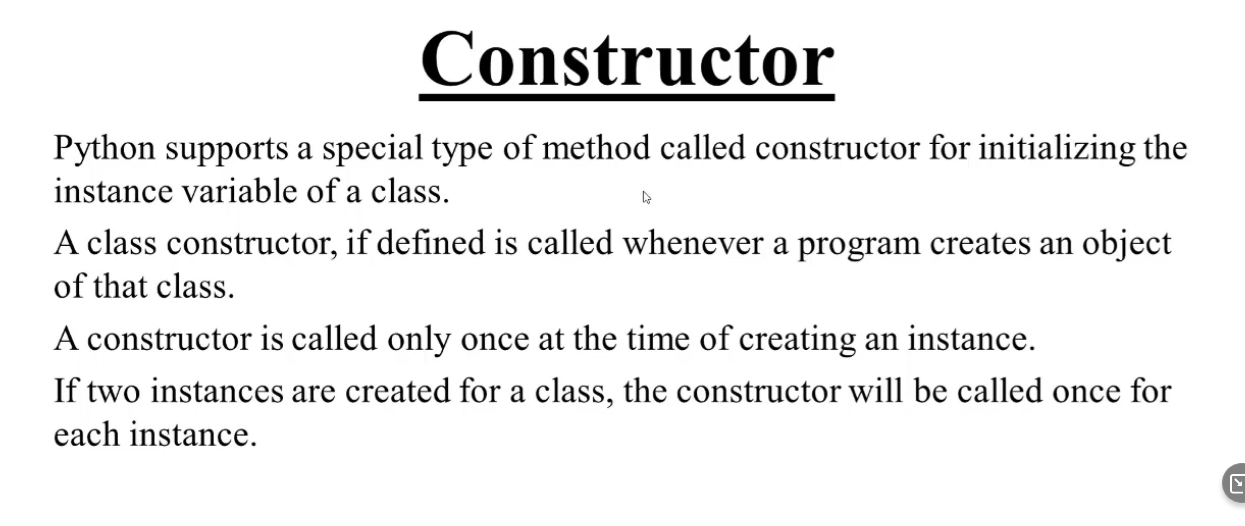 Constructor
Python supports a special type of method called constructor for initializing the
instance variable of a class.
A class constructor, if defined is called whenever a program creates an object
of that class.
A constructor is called only once at the time of creating an instance.
If two instances are created for a class, the constructor will be called once for
each instance.